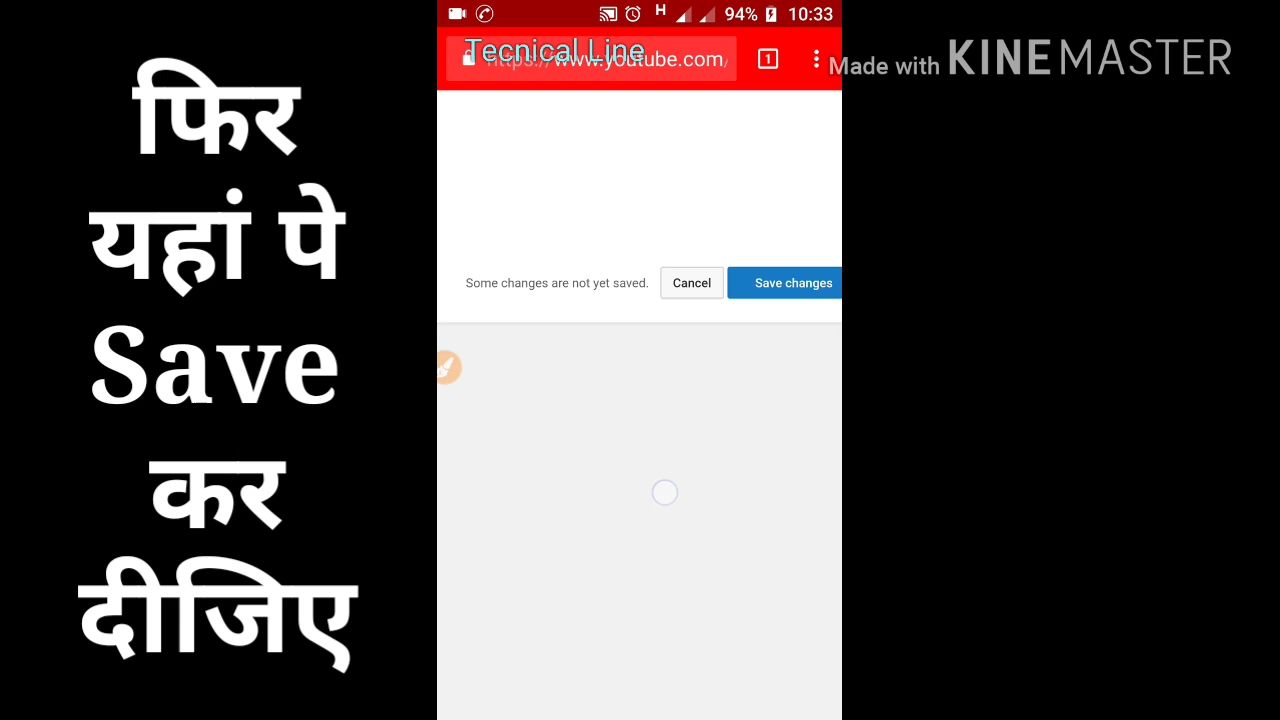 फिर
यहां पे
Save
कर
दीजिए
H 94% 10:33
Tecnical Line
https://www.youtube.com/
1
Made with KINEMASTER
Some changes are not yet saved. Cancel Save changes